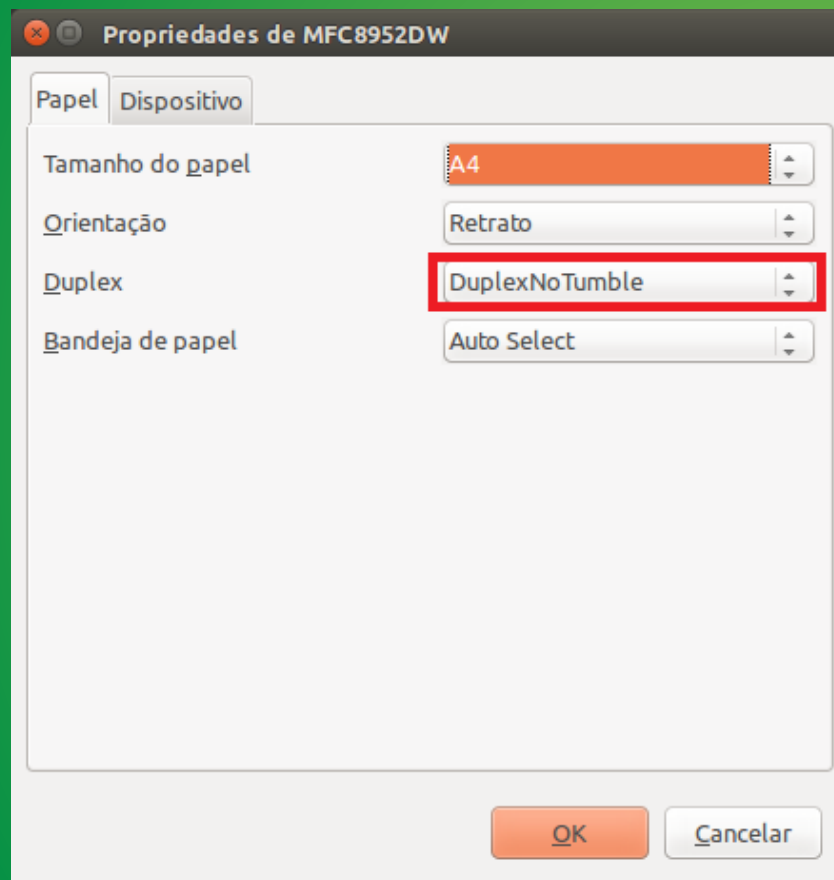 Propriedades de MFC8952DW
Papel Dispositivo
Tamanho do papel A4
Orientação Retrato
Duplex DuplexNoTumble
Bandeja de papel Auto Select
OK Cancelar